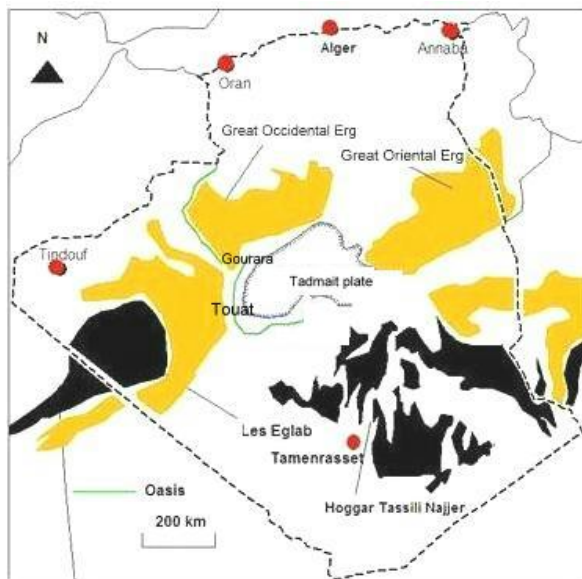 N
Alger
Annaba
Oran
Great Occidental Erg
Great Oriental Erg
Gourara
Tindouf
Tadmait plate
Touat
Les Eglab
Tamenrasset
Oasis
Hoggar Tassili Najjer
200 km